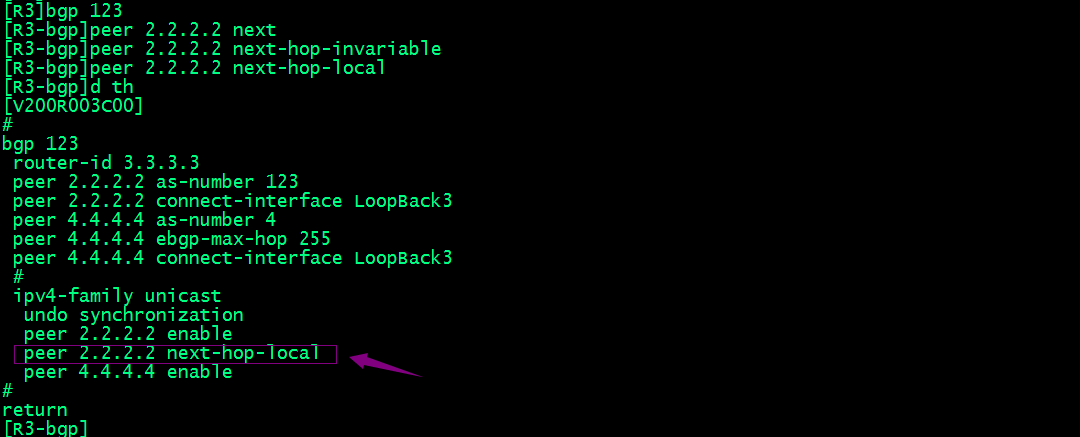 [R3]bgp 123
[R3-bgp]peer 2.2.2.2 next
[R3-bgp]peer 2.2.2.2 next-hop-invariable
[R3-bgp]peer 2.2.2.2 next-hop-local
[R3-bgp]d th
[V200R003C00]
#
bgp 123
 router-id 3.3.3.3
 peer 2.2.2.2 as-number 123
 peer 2.2.2.2 connect-interface LoopBack3
 peer 4.4.4.4 as-number 4
 peer 4.4.4.4 ebgp-max-hop 255
 peer 4.4.4.4 connect-interface LoopBack3
 #
 ipv4-family unicast
  undo synchronization
  peer 2.2.2.2 enable
  peer 2.2.2.2 next-hop-local
  peer 4.4.4.4 enable
#
return
[R3-bgp]